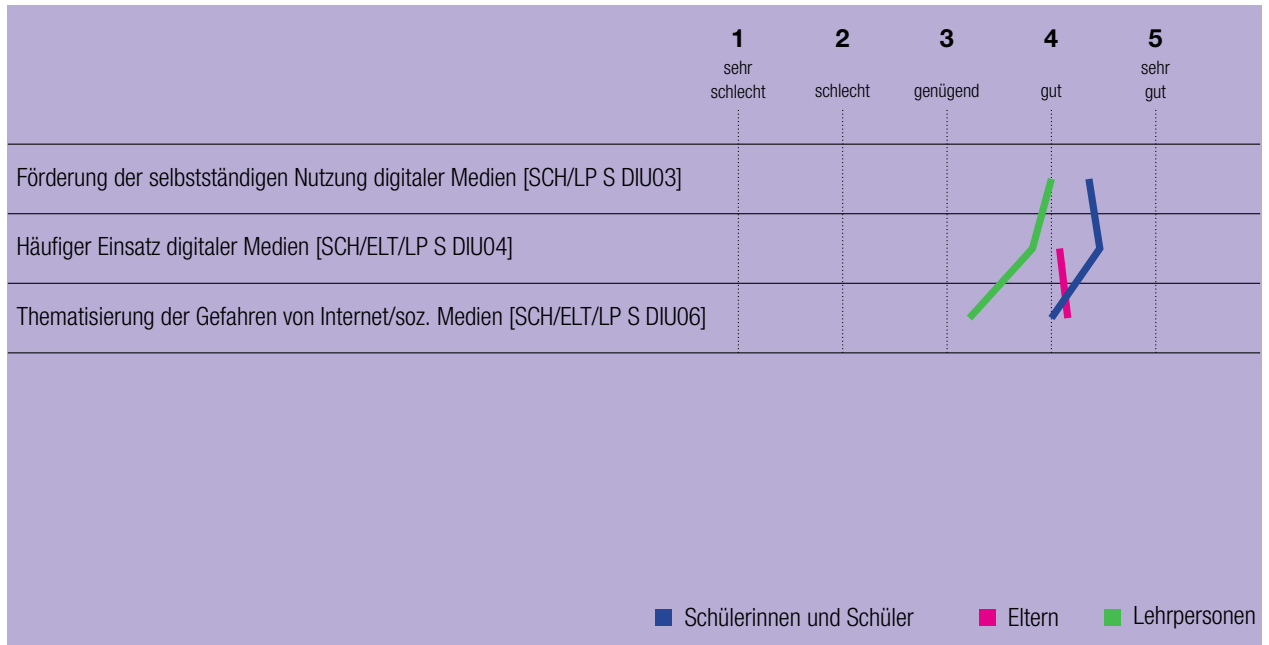 1 2 3 4 5
sehr schlecht schlecht genügend gut sehr gut
Förderung der selbstständigen Nutzung digitaler Medien [SCH/LP S DIU03]
Häufiger Einsatz digitaler Medien [SCH/ELT/LP S DIU04]
Thematisierung der Gefahren von Internet/soz. Medien [SCH/ELT/LP S DIU06]
Schülerinnen und Schüler Eltern Lehrpersonen